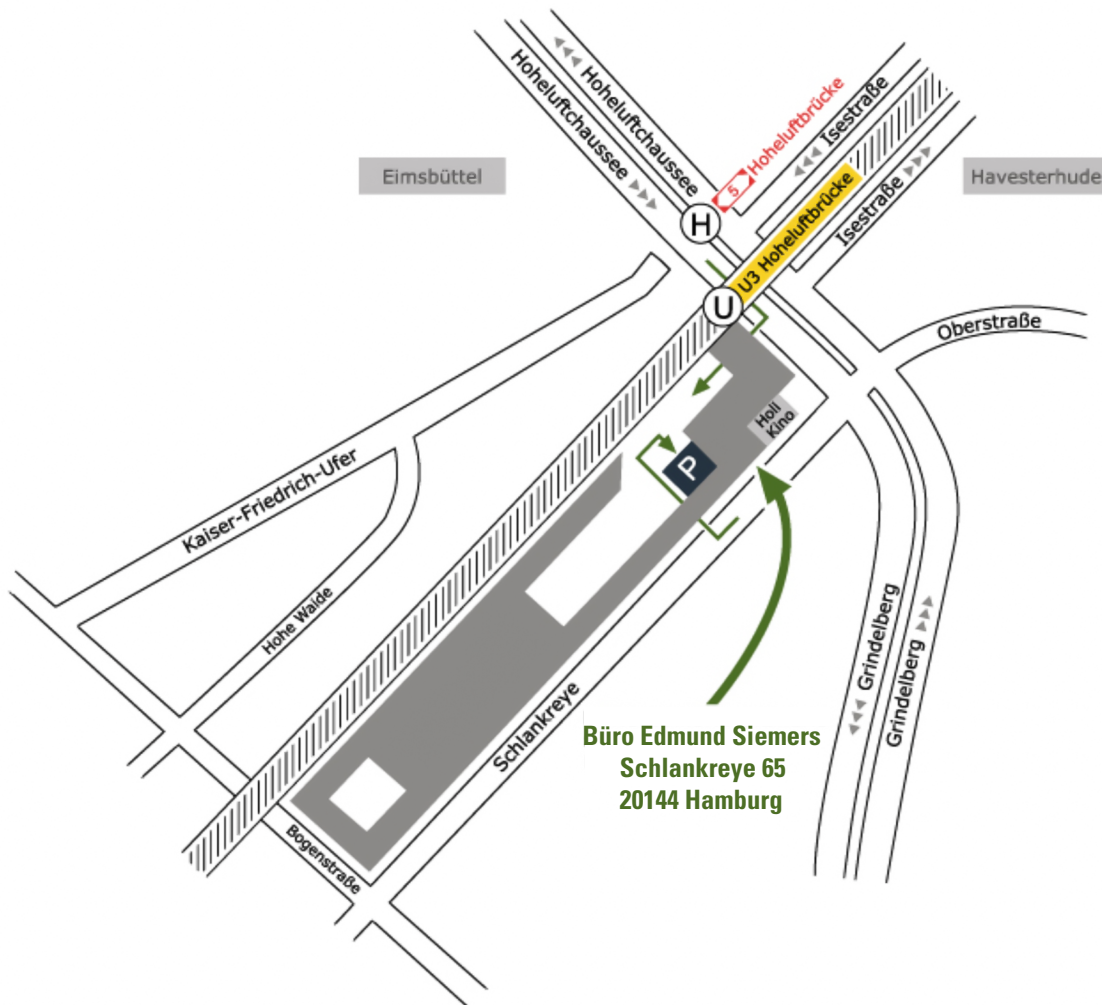 Hoheluftchaussee
Hoheluftchaussee
5
Hoheluftbrücke
Isestraße
Isestraße
Eimsbüttel
Havesterhude
H
U3 Hoheluftbrücke
U
Oberstraße
Holi
Kino
P
Kaiser-Friedrich-Ufer
Hohe Waide
Schlankreye
Grindelberg
Grindelberg
Büro Edmund Siemers
Schlankreye 65
20144 Hamburg
Bogenstraße